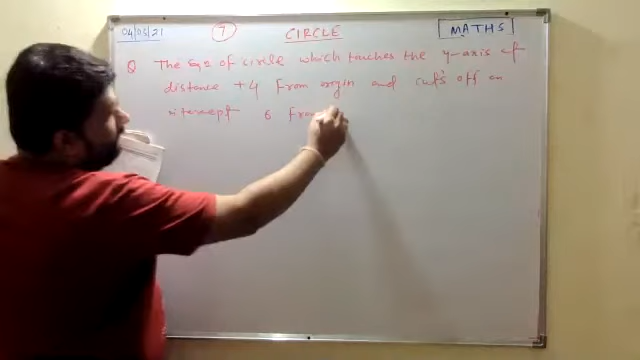 04/05/21 7 CIRCLE MATHS
Q The Eqn of circle which touches the y-axis at
distance +4 from origin and cuts off an
intercept 6 from